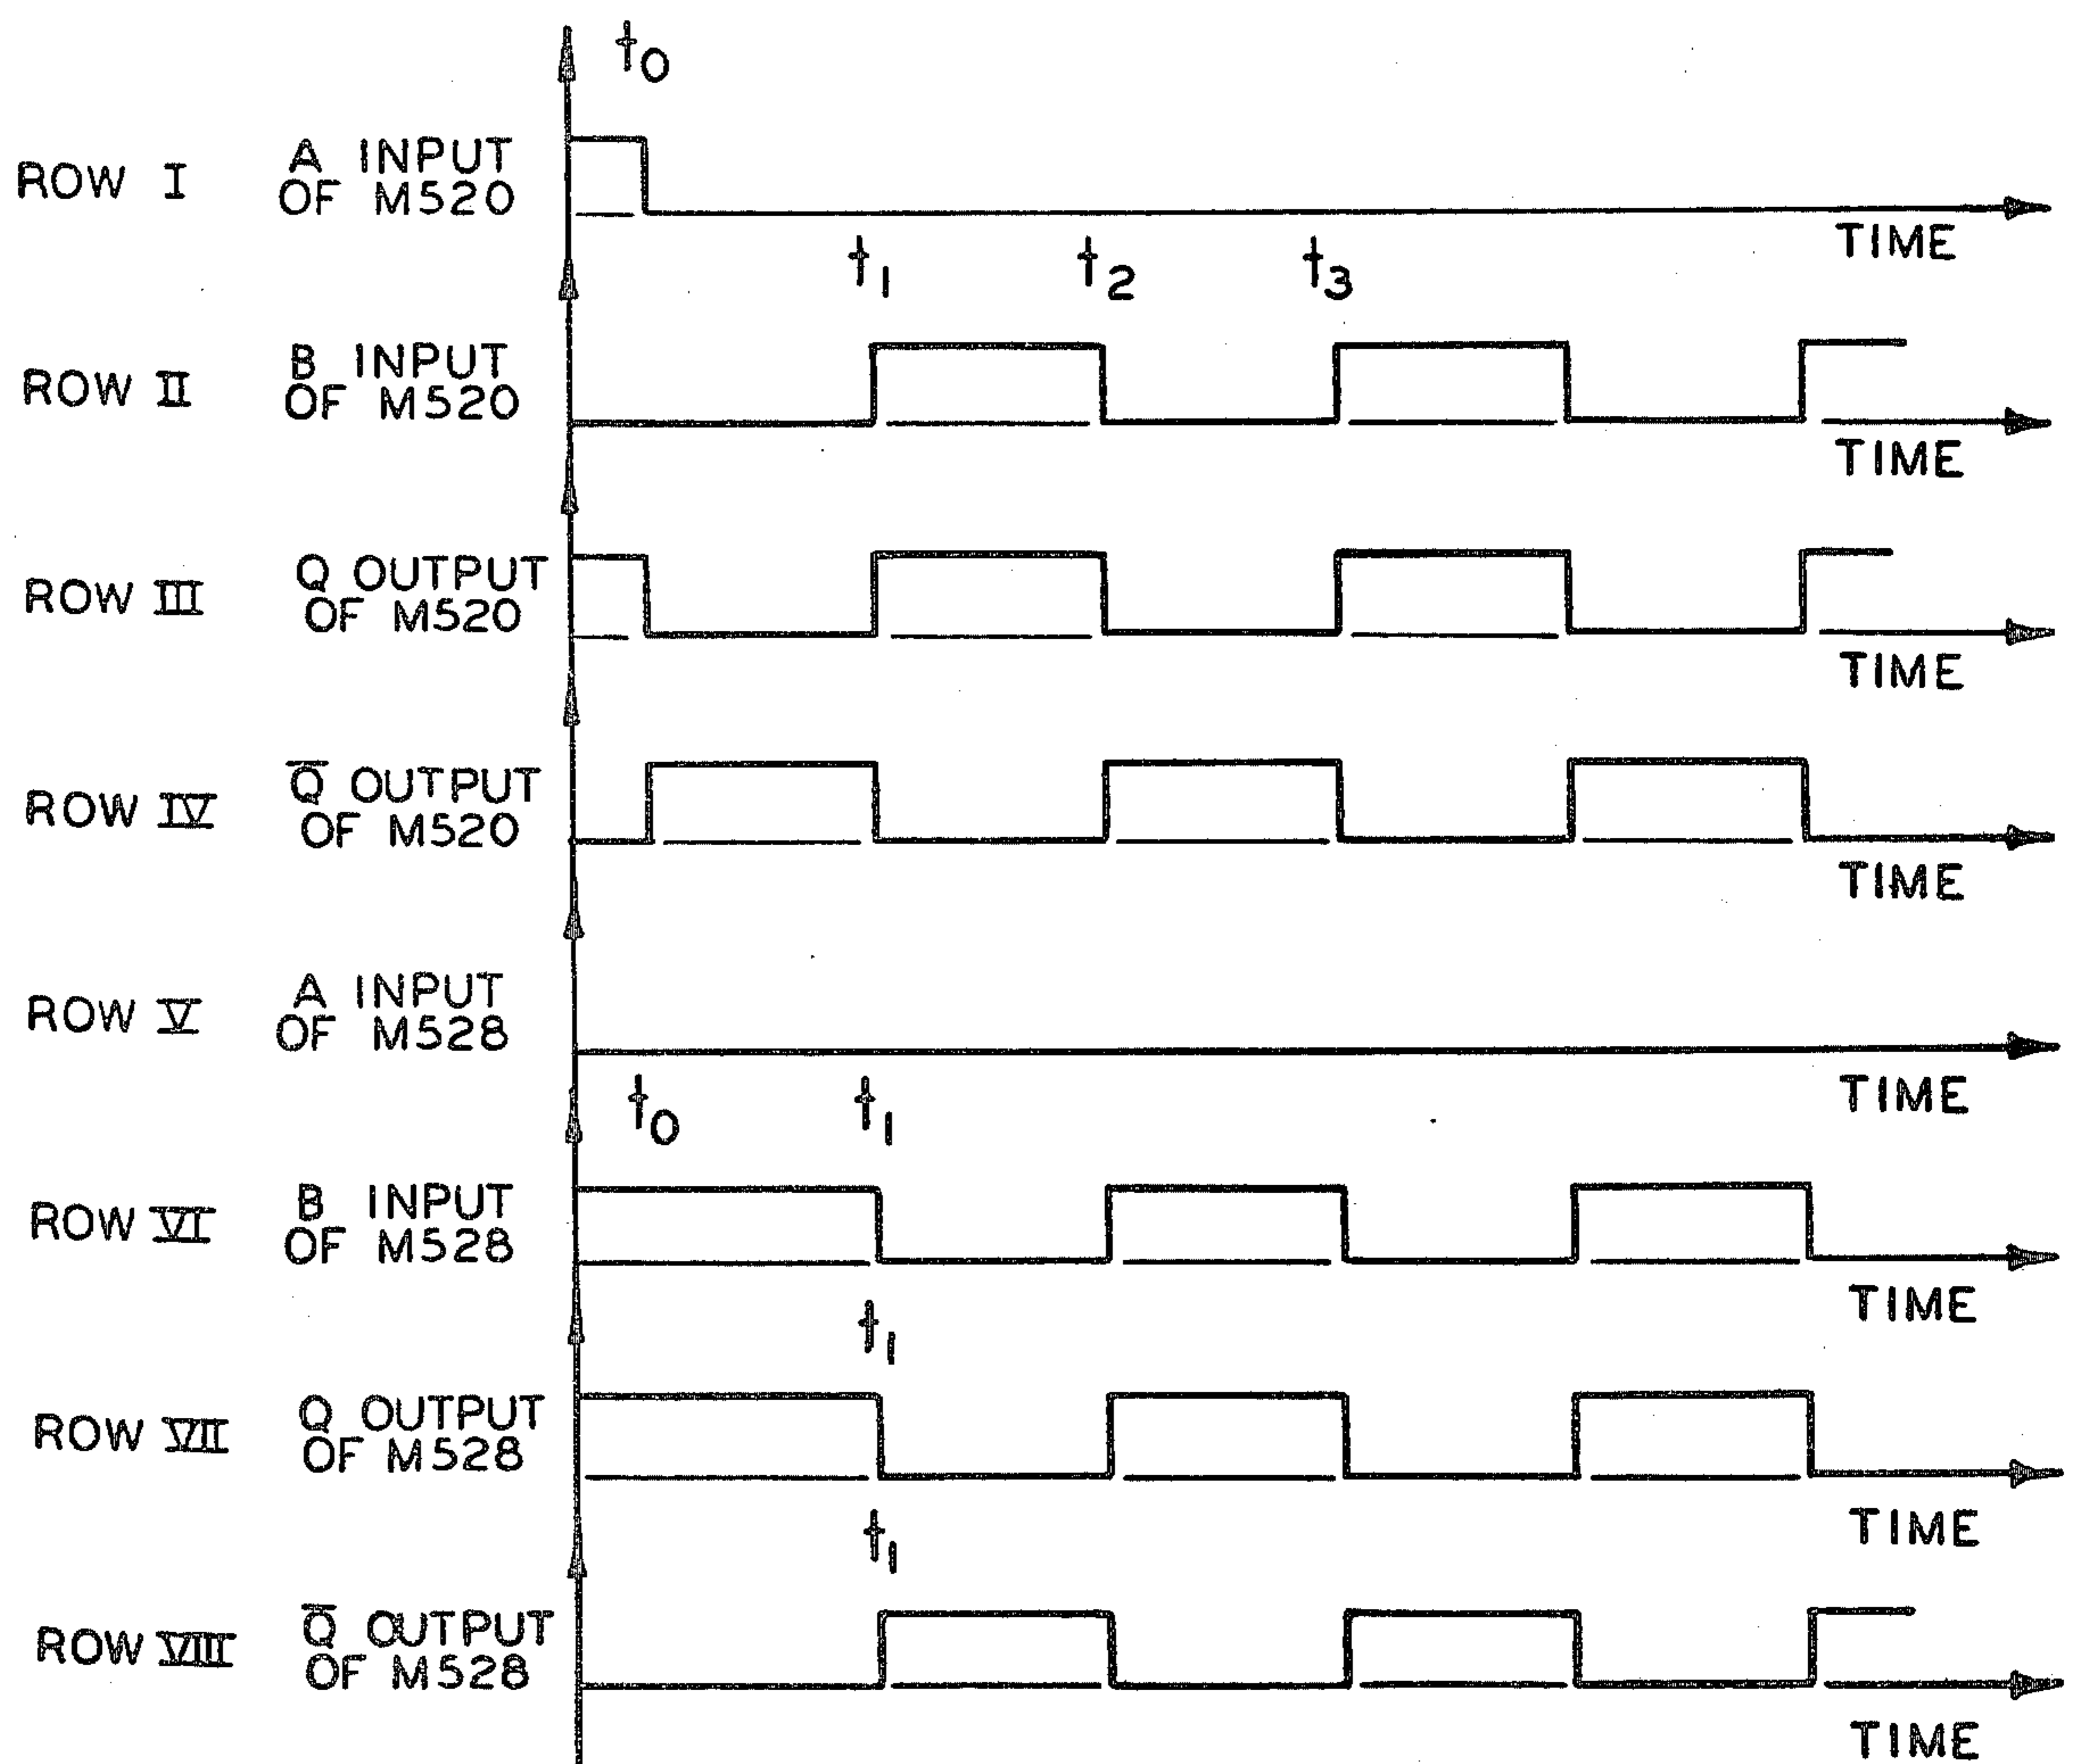 t0
ROW I
A INPUT
OF M520
TIME
t1 t2 t3
ROW II
B INPUT
OF M520
TIME
ROW III
Q OUTPUT
OF M520
TIME
ROW IV
Q̅ OUTPUT
OF M520
TIME
ROW V
A INPUT
OF M528
TIME
t0 t1
ROW VI
B INPUT
OF M528
TIME
t1
ROW VII
Q OUTPUT
OF M528
TIME
t1
ROW VIII
Q̅ OUTPUT
OF M528
TIME